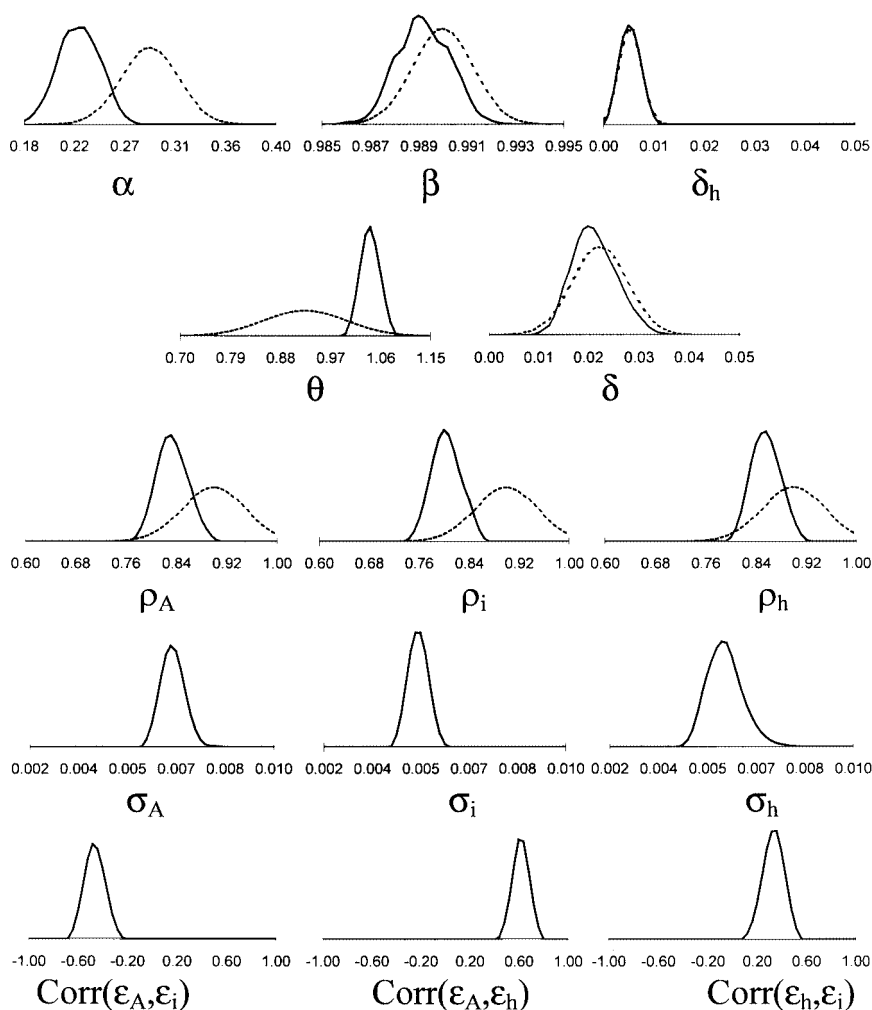 0.18 0.22 0.27 0.31 0.36 0.40 0.985 0.987 0.989 0.991 0.993 0.995 0.00 0.01 0.02 0.03 0.04 0.05
α β δh
0.70 0.79 0.88 0.97 1.06 1.15 0.00 0.01 0.02 0.03 0.04 0.05
θ δ
0.60 0.68 0.76 0.84 0.92 1.00 0.60 0.68 0.76 0.84 0.92 1.00 0.60 0.68 0.76 0.84 0.92 1.00
ρA ρi ρh
0.002 0.004 0.005 0.007 0.008 0.010 0.002 0.004 0.005 0.007 0.008 0.010 0.002 0.004 0.005 0.007 0.008 0.010
σA σi σh
-1.00 -0.60 -0.20 0.20 0.60 1.00 -1.00 -0.60 -0.20 0.20 0.60 1.00 -1.00 -0.60 -0.20 0.20 0.60 1.00
Corr(εA,εi) Corr(εA,εh) Corr(εh,εi)